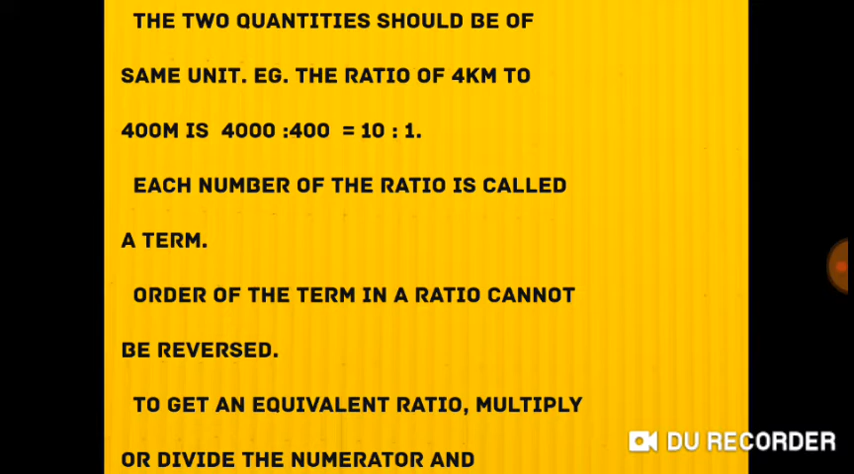 THE TWO QUANTITIES SHOULD BE OF
SAME UNIT. EG. THE RATIO OF 4KM TO
400M IS 4000 :400 = 10 : 1.
EACH NUMBER OF THE RATIO IS CALLED
A TERM.
ORDER OF THE TERM IN A RATIO CANNOT
BE REVERSED.
TO GET AN EQUIVALENT RATIO, MULTIPLY
OR DIVIDE THE NUMERATOR AND
DU RECORDER